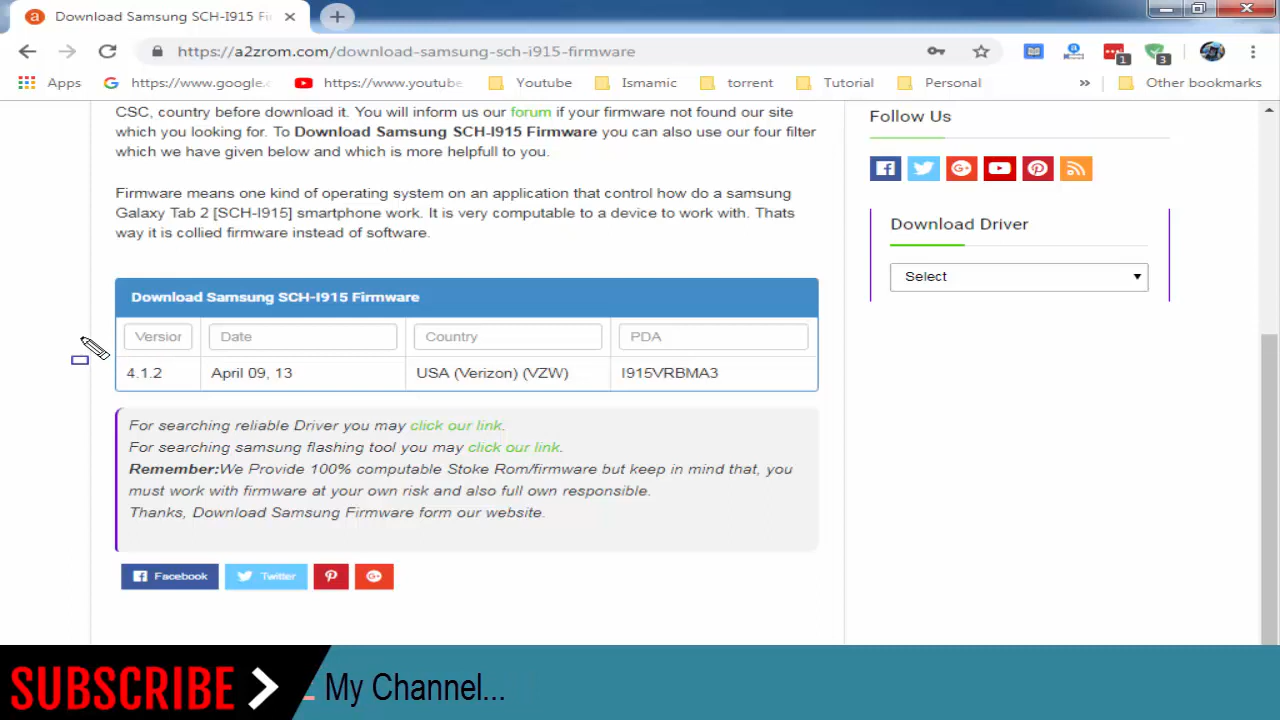 Download Samsung SCH-I915 Fi
https://a2zrom.com/download-samsung-sch-i915-firmware
1
3
Apps
https://www.google.c
https://www.youtube
Youtube
Ismamic
torrent
Tutorial
Personal
»
Other bookmarks
CSC, country before download it. You will inform us our forum if your firmware not found our site
which you looking for. To Download Samsung SCH-I915 Firmware you can also use our four filter
which we have given below and which is more helpfull to you.
Firmware means one kind of operating system on an application that control how do a samsung
Galaxy Tab 2 [SCH-I915] smartphone work. It is very computable to a device to work with. Thats
way it is collied firmware instead of software.
Download Samsung SCH-I915 Firmware
Version Date Country PDA
4.1.2 April 09, 13 USA (Verizon) (VZW) I915VRBMA3
For searching reliable Driver you may click our link.
For searching samsung flashing tool you may click our link.
Remember:We Provide 100% computable Stoke Rom/firmware but keep in mind that, you
must work with firmware at your own risk and also full own responsible.
Thanks, Download Samsung Firmware form our website.
Facebook
Twitter
Follow Us
Download Driver
Select
SUBSCRIBE
My Channel...